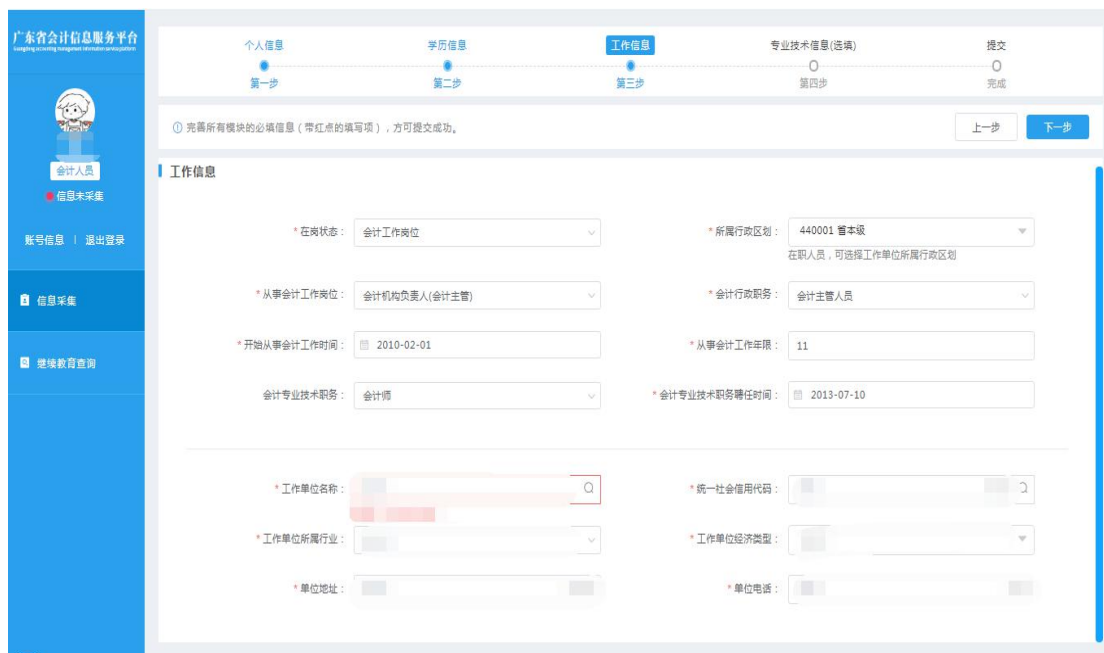 广东省会计信息服务平台
会计人员
信息未采集
账号信息 | 退出登录
信息采集
继续教育查询
个人信息 学历信息 工作信息 专业技术信息(选填) 提交
第一步 第二步 第三步 第四步 完成
完善所有模块的必填信息（带红点的填写项），方可提交成功。 上一步 下一步
工作信息
* 在岗状态： 会计工作岗位 * 所属行政区划： 440001 省本级
在职人员，可选择工作单位所属行政区划
* 从事会计工作岗位： 会计机构负责人(会计主管) * 会计行政职务： 会计主管人员
* 开始从事会计工作时间： 2010-02-01 * 从事会计工作年限： 11
会计专业技术职务： 会计师 * 会计专业技术职务聘任时间： 2013-07-10
* 工作单位名称： * 统一社会信用代码：
* 工作单位所属行业： * 工作单位经济类型：
* 单位地址： * 单位电话：